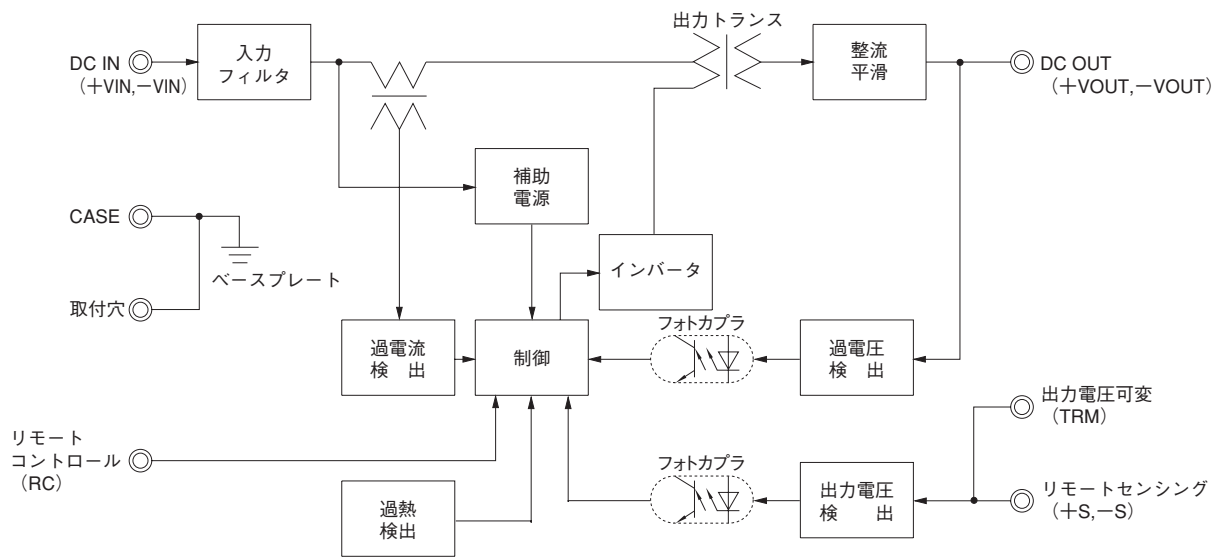 出力トランス
DC IN
（＋VIN,－VIN）
入力
フィルタ
整流
平滑
DC OUT
（＋VOUT,－VOUT）
補助
電源
CASE
ベースプレート
インバータ
取付穴
過電流
検　出
制御
フォトカプラ
過電圧
検　出
出力電圧可変
（TRM）
リモート
コントロール
（RC）
フォトカプラ
過熱
検出
出力電圧
検　出
リモートセンシング
（＋S,－S）